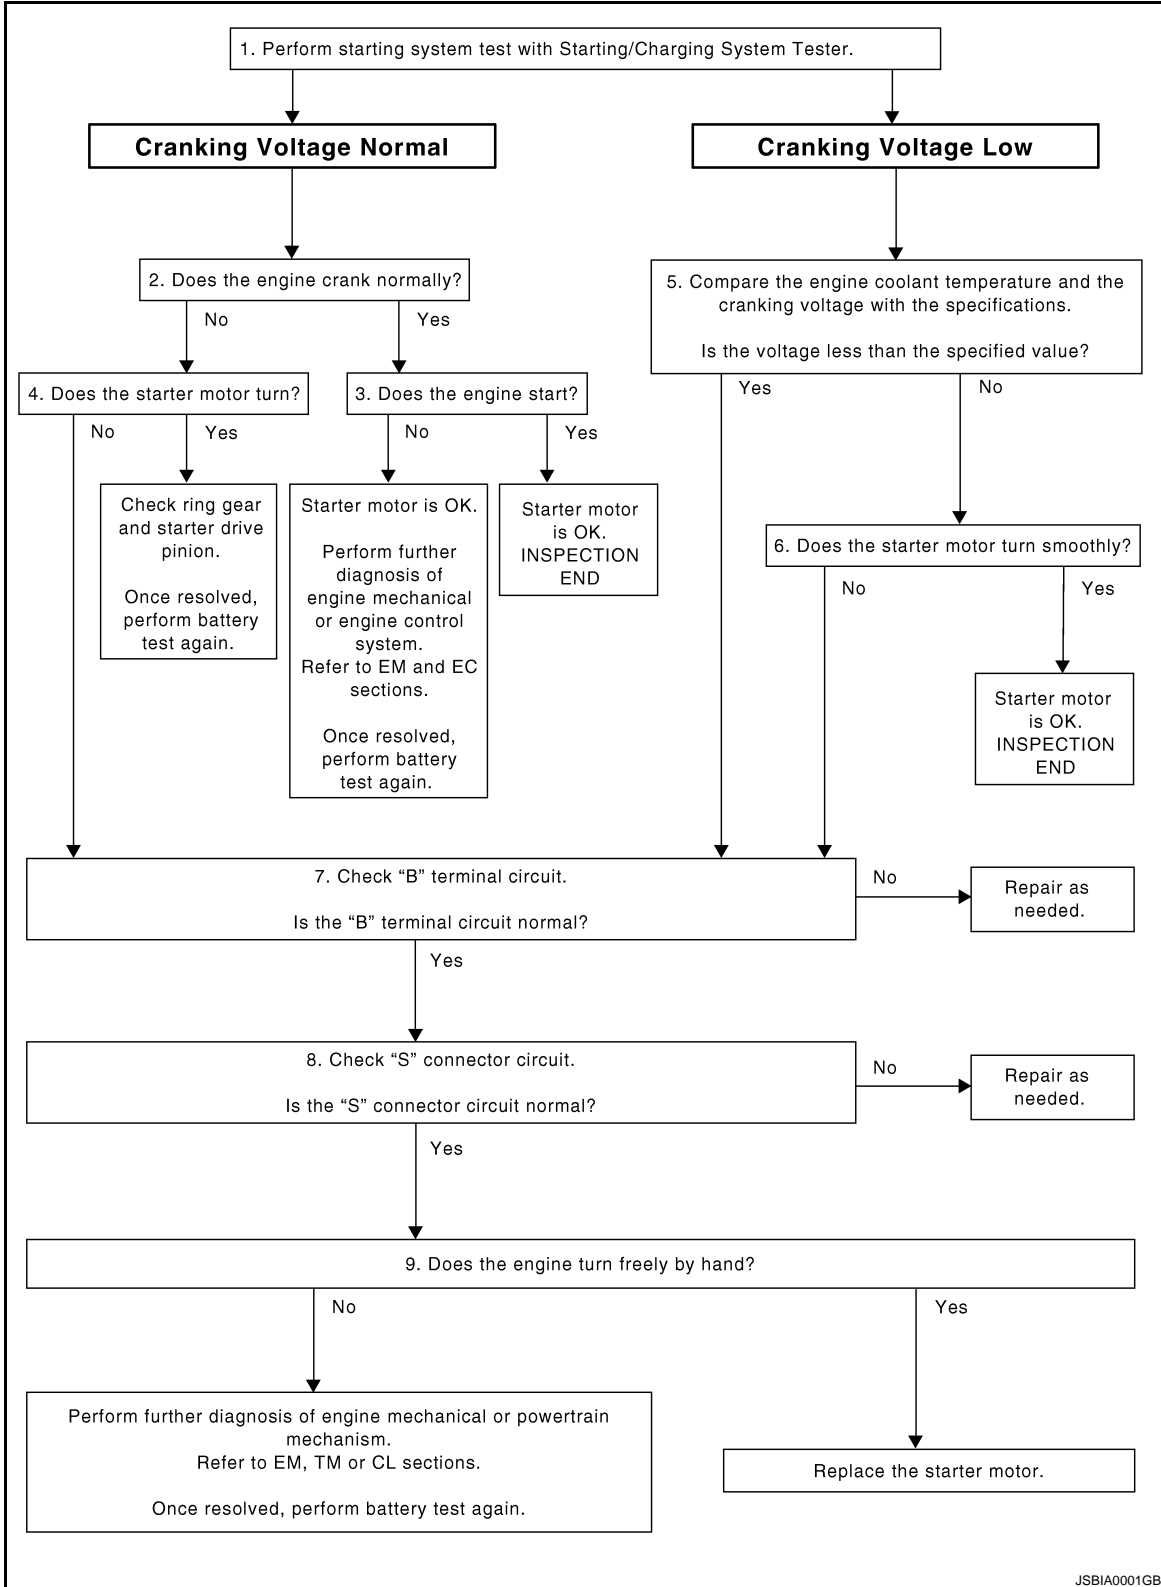 1. Perform starting system test with Starting/Charging System Tester.
Cranking Voltage Normal
Cranking Voltage Low
2. Does the engine crank normally?
No
Yes
5. Compare the engine coolant temperature and the
cranking voltage with the specifications.
Is the voltage less than the specified value?
Yes
No
4. Does the starter motor turn?
No
Yes
3. Does the engine start?
No
Yes
Check ring gear
and starter drive
pinion.
Once resolved,
perform battery
test again.
Starter motor is OK.
Perform further
diagnosis of
engine mechanical
or engine control
system.
Refer to EM and EC
sections.
Once resolved,
perform battery
test again.
Starter motor
is OK.
INSPECTION
END
6. Does the starter motor turn smoothly?
No
Yes
Starter motor
is OK.
INSPECTION
END
7. Check “B” terminal circuit.
Is the “B” terminal circuit normal?
No
Repair as
needed.
Yes
8. Check “S” connector circuit.
Is the “S” connector circuit normal?
No
Repair as
needed.
Yes
9. Does the engine turn freely by hand?
No
Yes
Perform further diagnosis of engine mechanical or powertrain
mechanism.
Refer to EM, TM or CL sections.
Once resolved, perform battery test again.
Replace the starter motor.
JSBIA0001GB